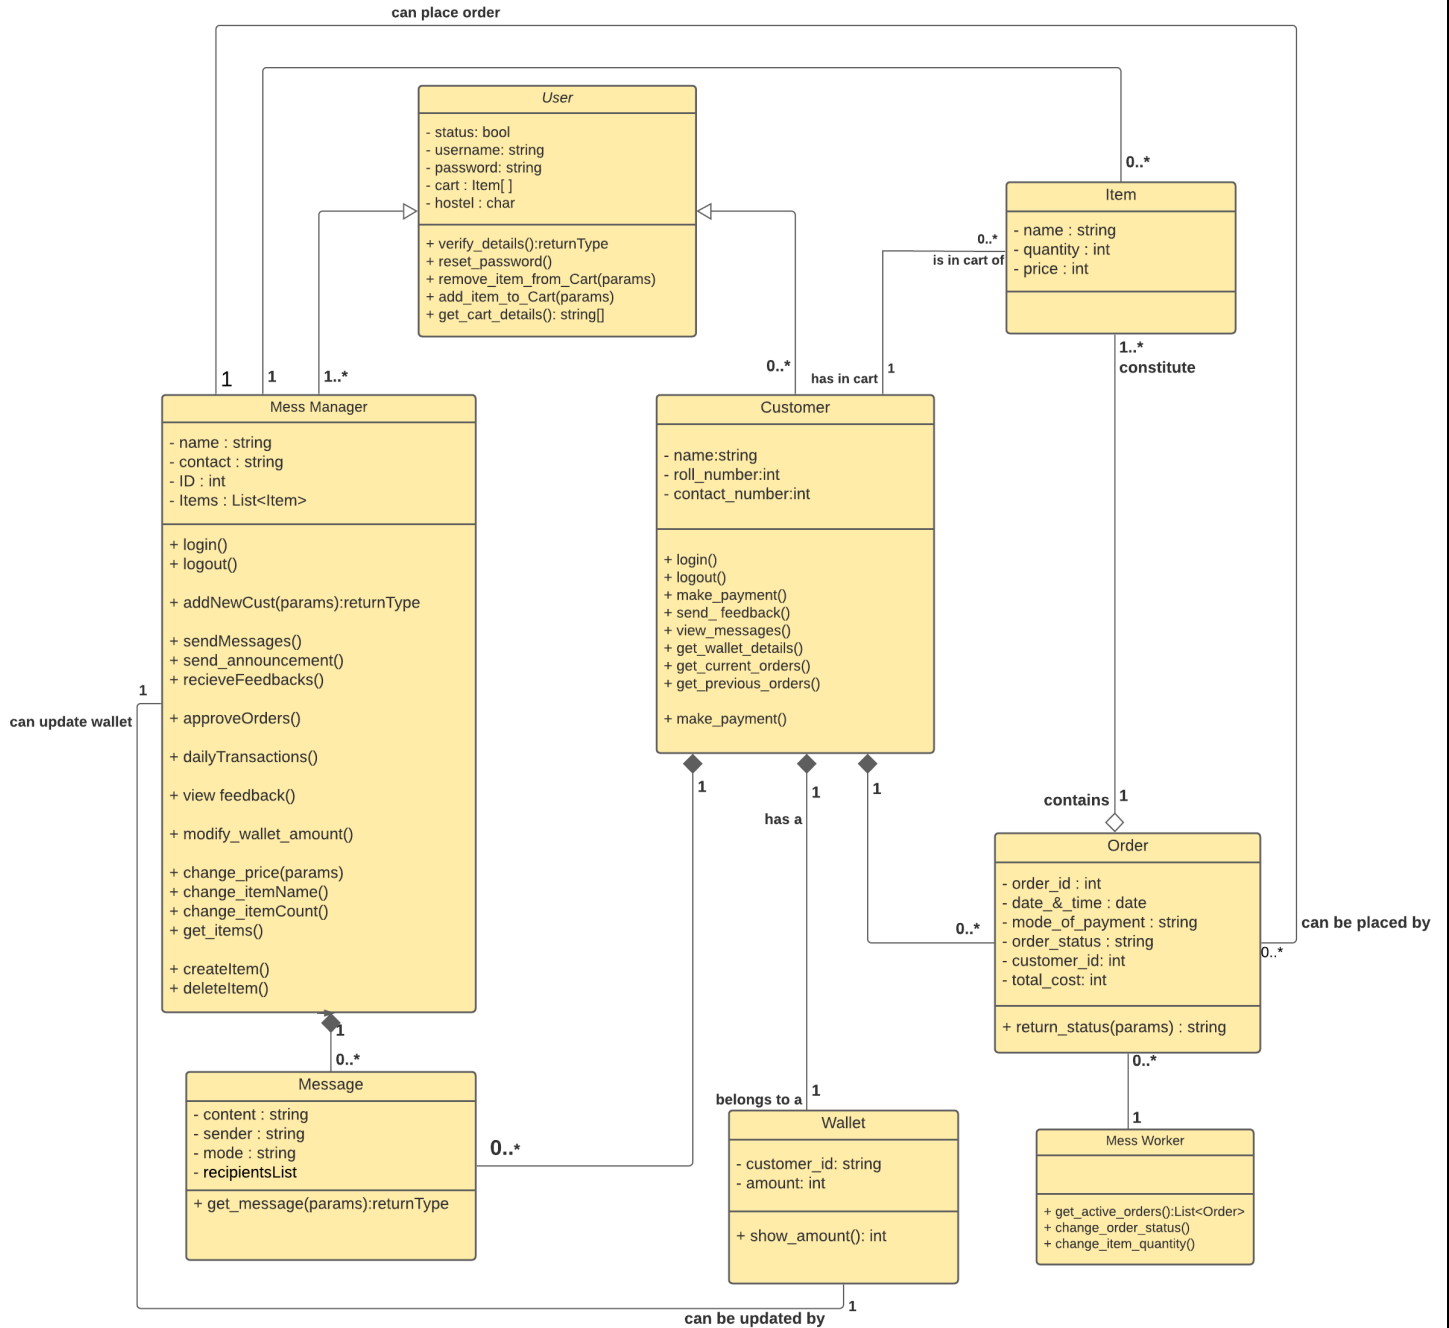 can place order
User
- status: bool
- username: string
- password: string
- cart : Item[ ]
- hostel : char
+ verify_details():returnType
+ reset_password()
+ remove_item_from_Cart(params)
+ add_item_to_Cart(params)
+ get_cart_details(): string[]
0..*
Item
- name : string
- quantity : int
- price : int
0..*
is in cart of
1
1
1..*
0..*
has in cart
1
1..*
constitute
Mess Manager
- name : string
- contact : string
- ID : int
- Items : List<Item>
+ login()
+ logout()
+ addNewCust(params):returnType
+ sendMessages()
+ send_announcement()
+ recieveFeedbacks()
+ approveOrders()
+ dailyTransactions()
+ view feedback()
+ modify_wallet_amount()
+ change_price(params)
+ change_itemName()
+ change_itemCount()
+ get_items()
+ createItem()
+ deleteItem()
1
can update wallet
Customer
- name:string
- roll_number:int
- contact_number:int
+ login()
+ logout()
+ make_payment()
+ send_ feedback()
+ view_messages()
+ get_wallet_details()
+ get_current_orders()
+ get_previous_orders()
+ make_payment()
1
1
has a
1
contains
1
Order
- order_id : int
- date_&_time : date
- mode_of_payment : string
- order_status : string
- customer_id: int
- total_cost: int
+ return_status(params) : string
0..*
can be placed by
0..*
1
0..*
Message
- content : string
- sender : string
- mode : string
- recipientsList
+ get_message(params):returnType
0..*
1
belongs to a
Wallet
- customer_id: string
- amount: int
+ show_amount(): int
0..*
1
Mess Worker
+ get_active_orders():List<Order>
+ change_order_status()
+ change_item_quantity()
1
can be updated by